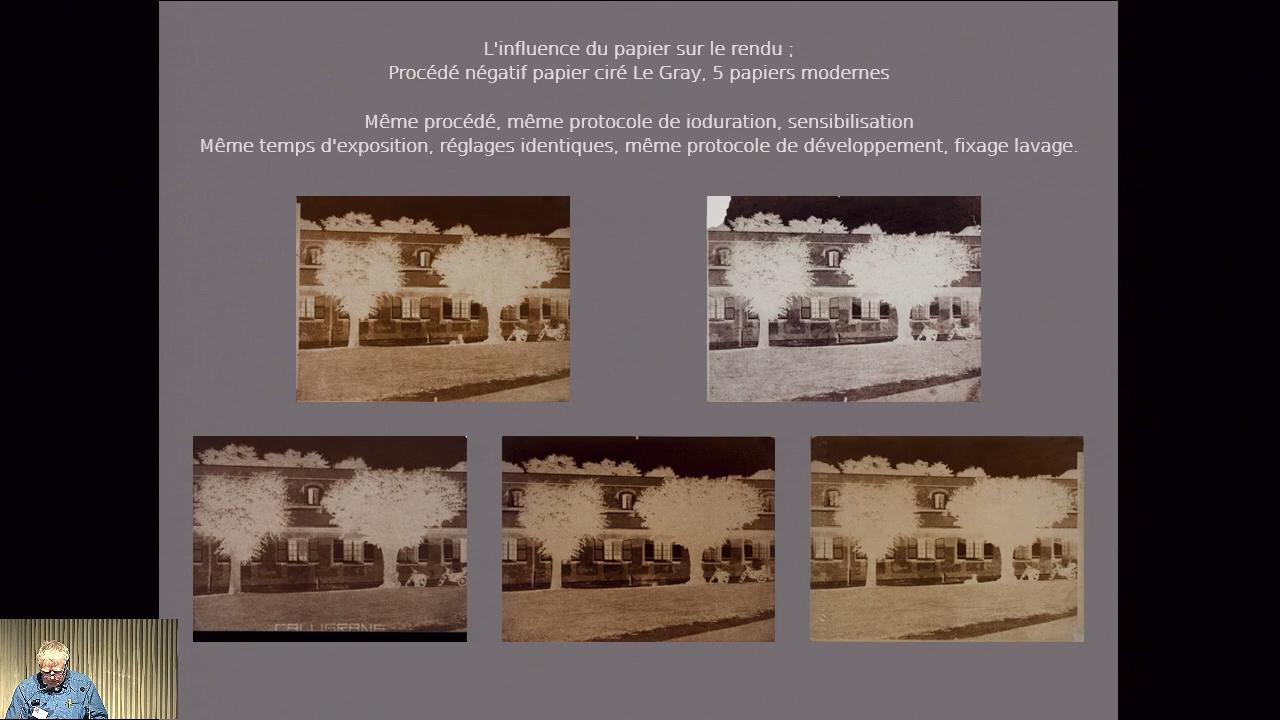 L'influence du papier sur le rendu ;
Procédé négatif papier ciré Le Gray, 5 papiers modernes
Même procédé, même protocole de ioduration, sensibilisation
Même temps d'exposition, réglages identiques, même protocole de développement, fixage lavage.
CALLIGRANE